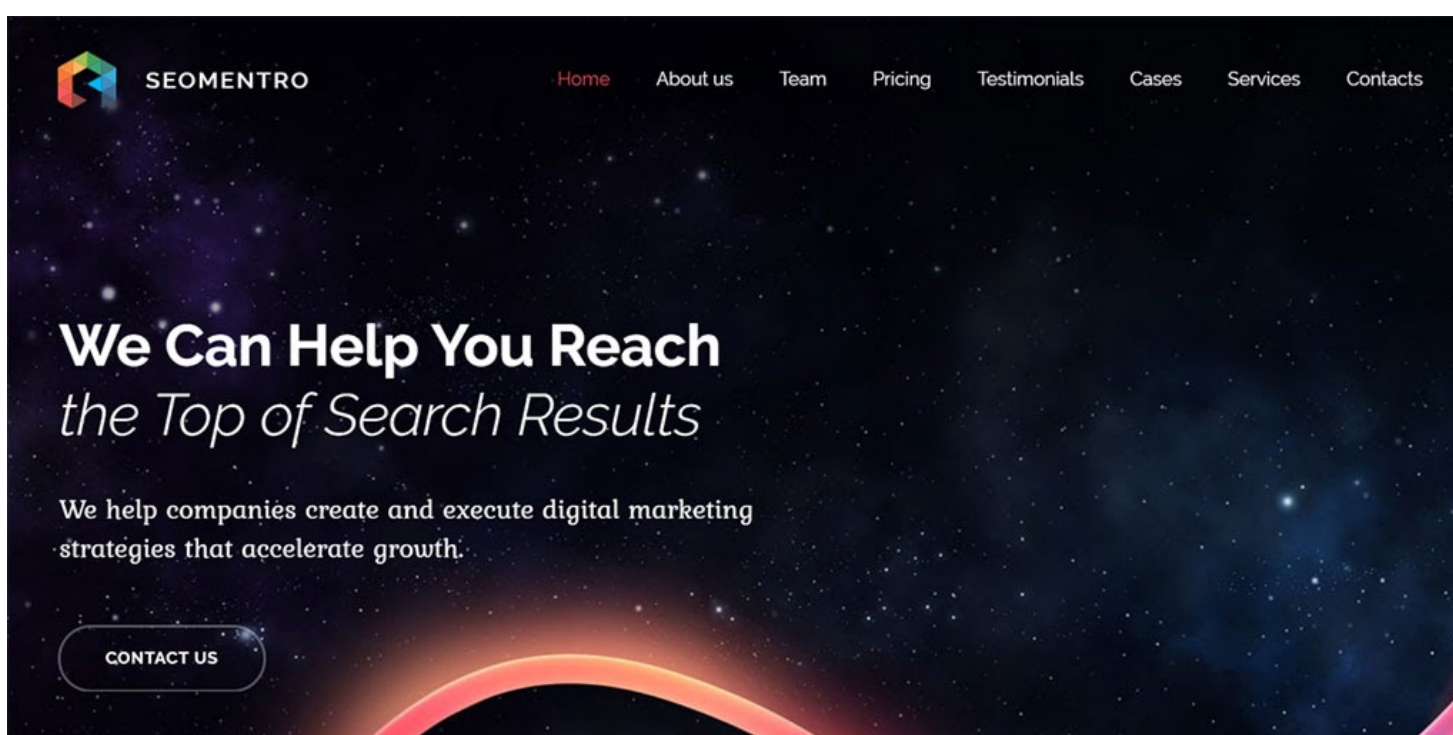 SEOMENTRO
Home About us Team Pricing Testimonials Cases Services Contacts
We Can Help You Reach
the Top of Search Results
We help companies create and execute digital marketing
strategies that accelerate growth.
CONTACT US